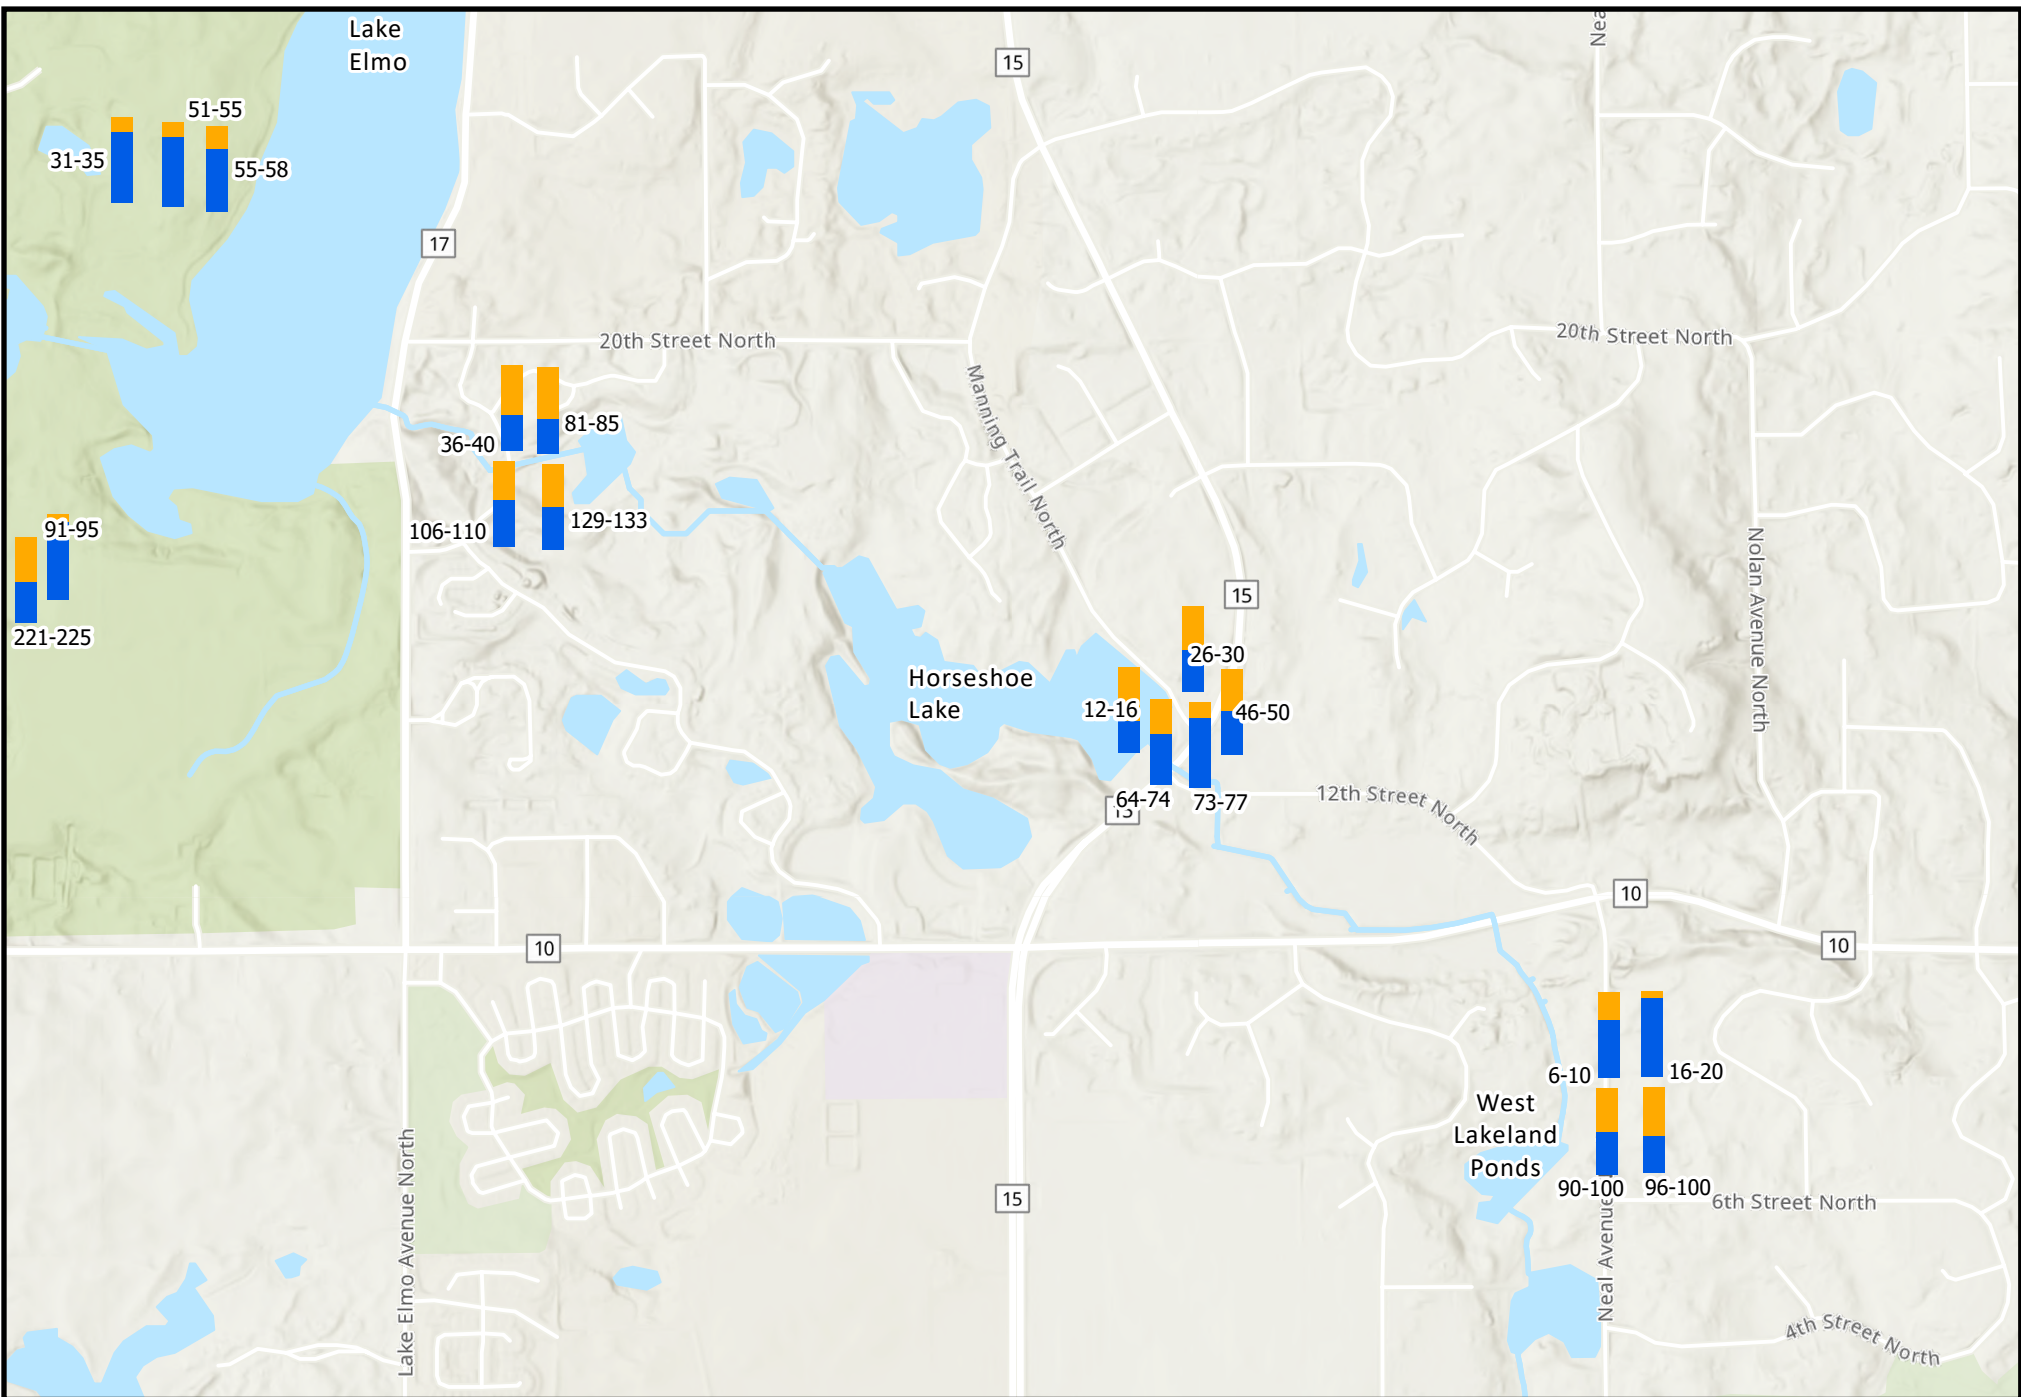 Lake
Elmo
15
Nea
51-55
31-35
55-58
17
20th Street North
20th Street North
Manning Trail North
36-40
81-85
106-110
129-133
91-95
221-225
Nolan Avenue North
15
26-30
Horseshoe
Lake
12-16
46-50
64-74
73-77
15
12th Street North
10
10
10
6-10
16-20
West
Lakeland
Ponds
90-100
96-100
6th Street North
15
Lake Elmo Avenue North
Neal Avenue
4th Street North